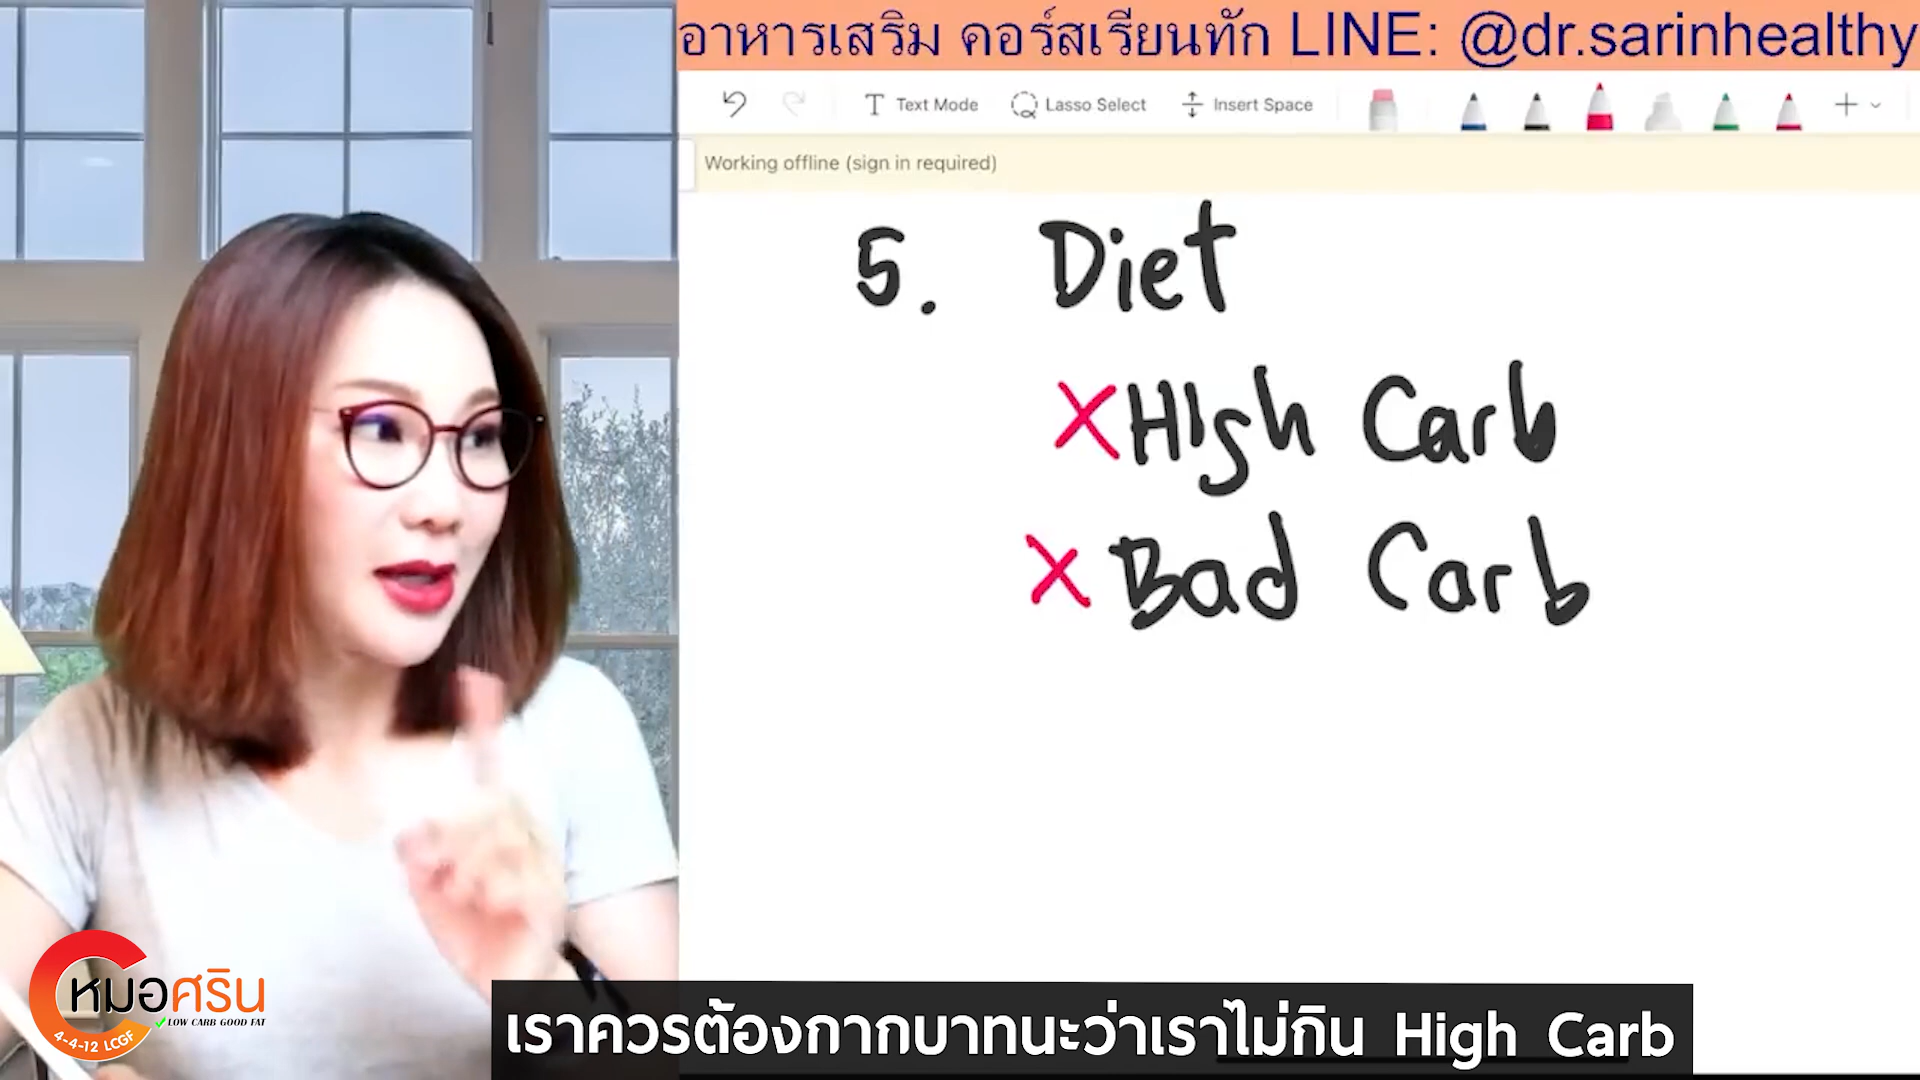 อาหารเสริม คอร์สเรียนทัก LINE: @dr.sarinhealthy
Text Mode Lasso Select Insert Space
Working offline (sign in required)
5. Diet
X High Carb
X Bad Carb
หมอศริน
LOW CARB GOOD FAT
4-4-12 LCGF
เราควรต้องกากบาทนะว่าเราไม่กิน High Carb